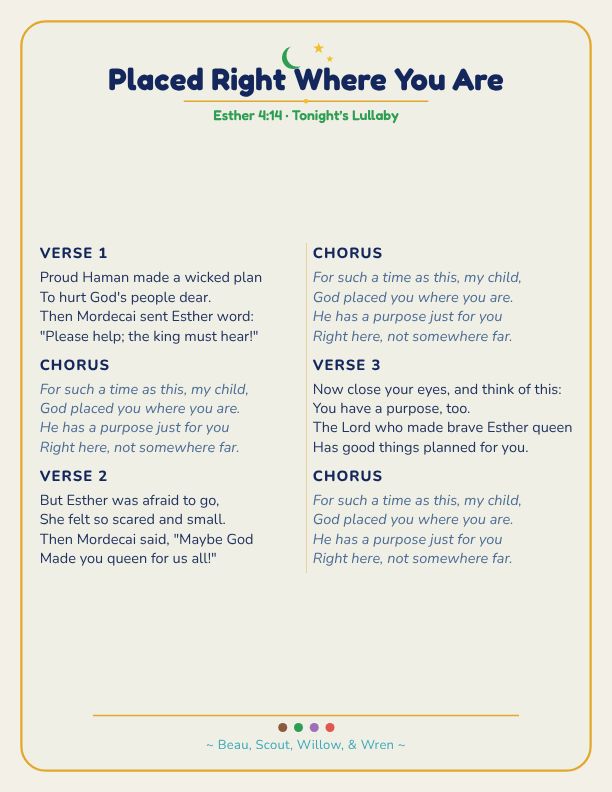 Placed Right Where You Are
Esther 4:14 · Tonight's Lullaby
VERSE 1
Proud Haman made a wicked plan
To hurt God's people dear.
Then Mordecai sent Esther word:
"Please help; the king must hear!"
CHORUS
For such a time as this, my child,
God placed you where you are.
He has a purpose just for you
Right here, not somewhere far.
VERSE 2
But Esther was afraid to go,
She felt so scared and small.
Then Mordecai said, "Maybe God
Made you queen for us all!"
CHORUS
For such a time as this, my child,
God placed you where you are.
He has a purpose just for you
Right here, not somewhere far.
VERSE 3
Now close your eyes, and think of this:
You have a purpose, too.
The Lord who made brave Esther queen
Has good things planned for you.
CHORUS
For such a time as this, my child,
God placed you where you are.
He has a purpose just for you
Right here, not somewhere far.
~ Beau, Scout, Willow, & Wren ~